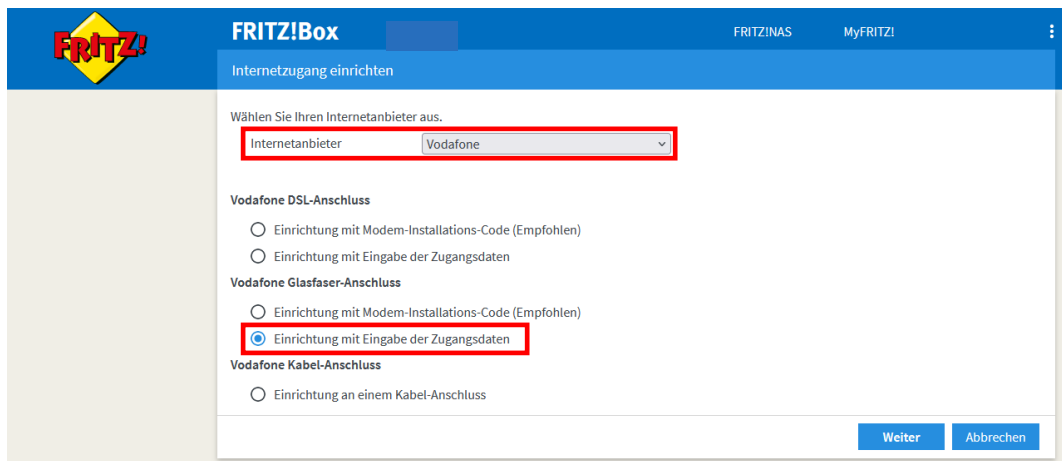 FRITZ!
FRITZ!Box
FRITZ!NAS
MyFRITZ!
Internetzugang einrichten
Wählen Sie Ihren Internetanbieter aus.
Internetanbieter Vodafone
Vodafone DSL-Anschluss
Einrichtung mit Modem-Installations-Code (Empfohlen)
Einrichtung mit Eingabe der Zugangsdaten
Vodafone Glasfaser-Anschluss
Einrichtung mit Modem-Installations-Code (Empfohlen)
Einrichtung mit Eingabe der Zugangsdaten
Vodafone Kabel-Anschluss
Einrichtung an einem Kabel-Anschluss
Weiter
Abbrechen